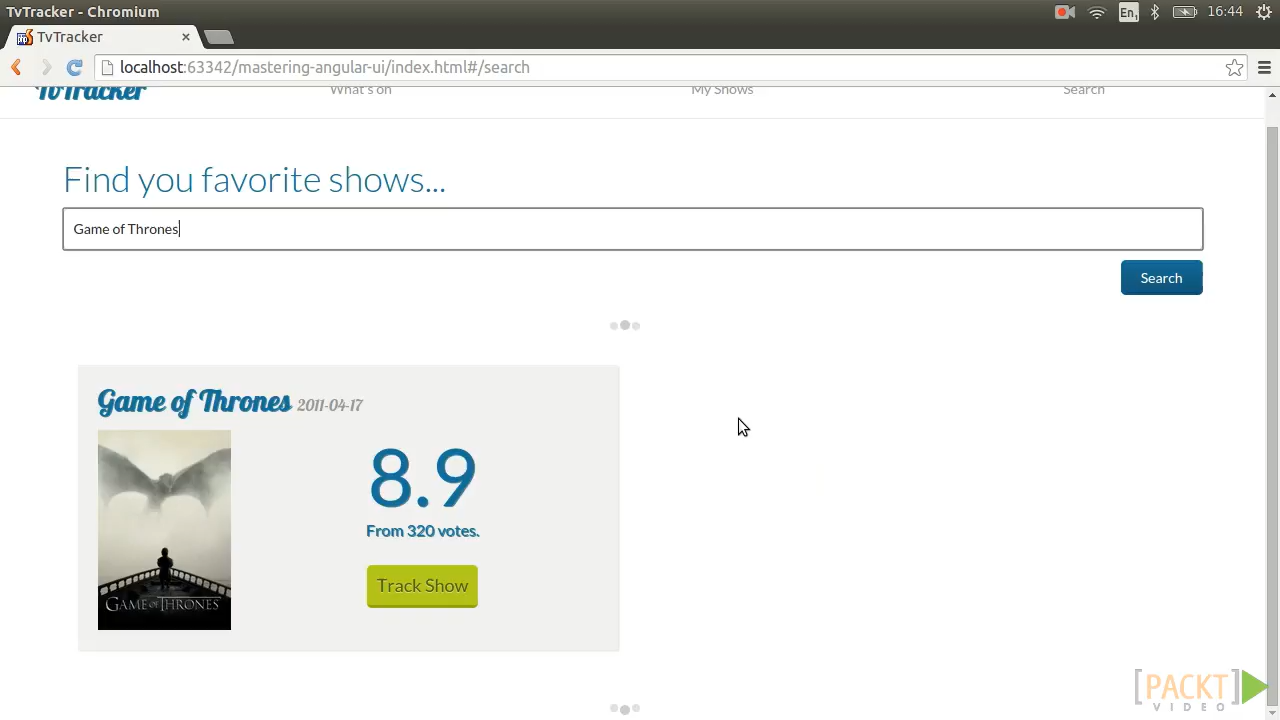 TvTracker - Chromium
En1
16:44
TvTracker
localhost:63342/mastering-angular-ui/index.html#/search
TvTracker
What's on
My Shows
Search
Find you favorite shows...
Game of Thrones
Search
Game of Thrones 2011-04-17
GAME OF THRONES
8.9
From 320 votes.
Track Show
[PACKT]
VIDEO